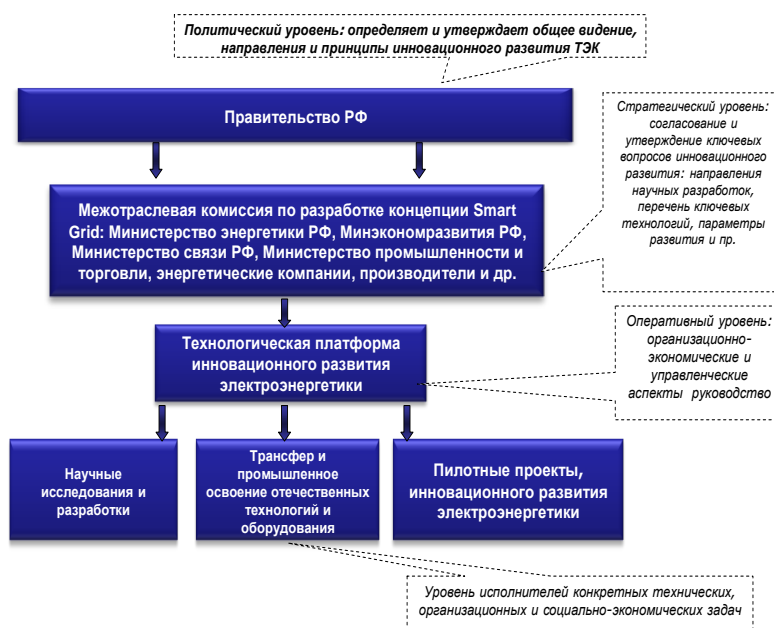 Политический уровень: определяет и утверждает общее видение,
направления и принципы инновационного развития ТЭК
Правительство РФ
Стратегический уровень:
согласование и
утверждение ключевых
вопросов инновационного
развития: направления
научных разработок,
перечень ключевых
технологий, параметры
развития и пр.
Межотраслевая комиссия по разработке концепции Smart
Grid: Министерство энергетики РФ, Минэкономразвития РФ,
Министерство связи РФ, Министерство промышленности и
торговли, энергетические компании, производители и др.
Оперативный уровень:
организационно-
экономические и
управленческие
аспекты руководство
Технологическая платформа
инновационного развития
электроэнергетики
Научные
исследования и
разработки
Трансфер и
промышленное
освоение отечественных
технологий и
оборудования
Пилотные проекты,
инновационного развития
электроэнергетики
Уровень исполнителей конкретных технических,
организационных и социально-экономических задач